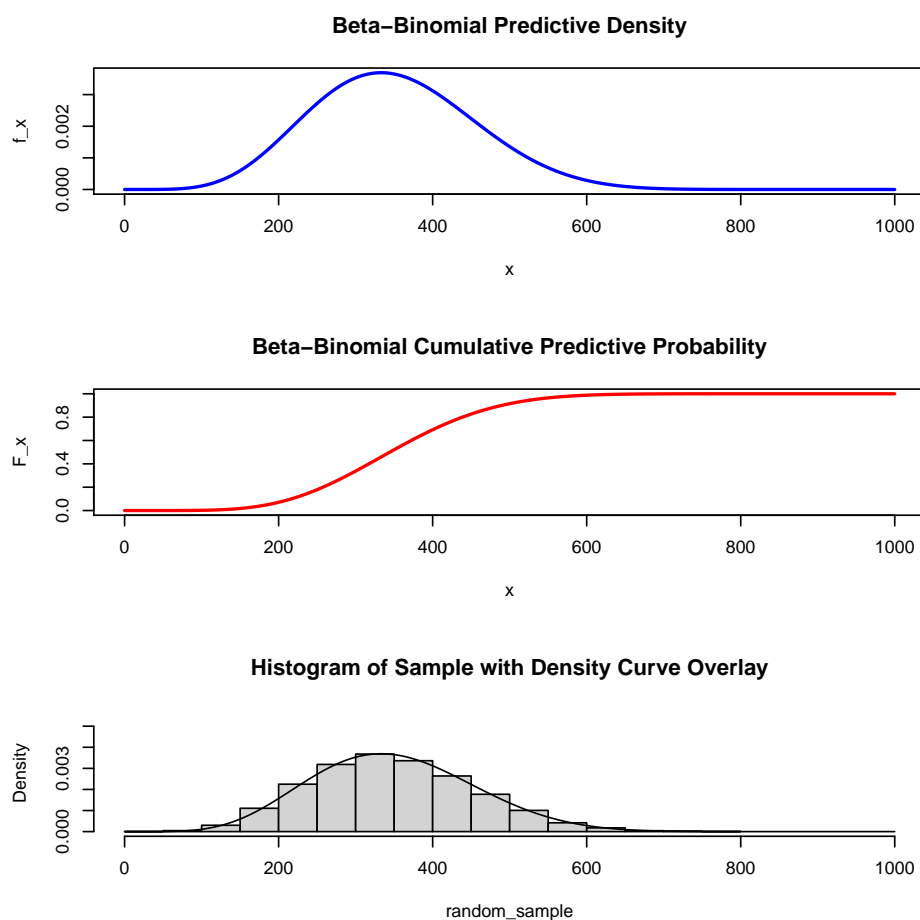 Beta−Binomial Predictive Density
f_x
0.000
0.002
0
200
400
600
800
1000
x
Beta−Binomial Cumulative Predictive Probability
F_x
0.0
0.4
0.8
0
200
400
600
800
1000
x
Histogram of Sample with Density Curve Overlay
Density
0.000
0.003
0
200
400
600
800
1000
random_sample